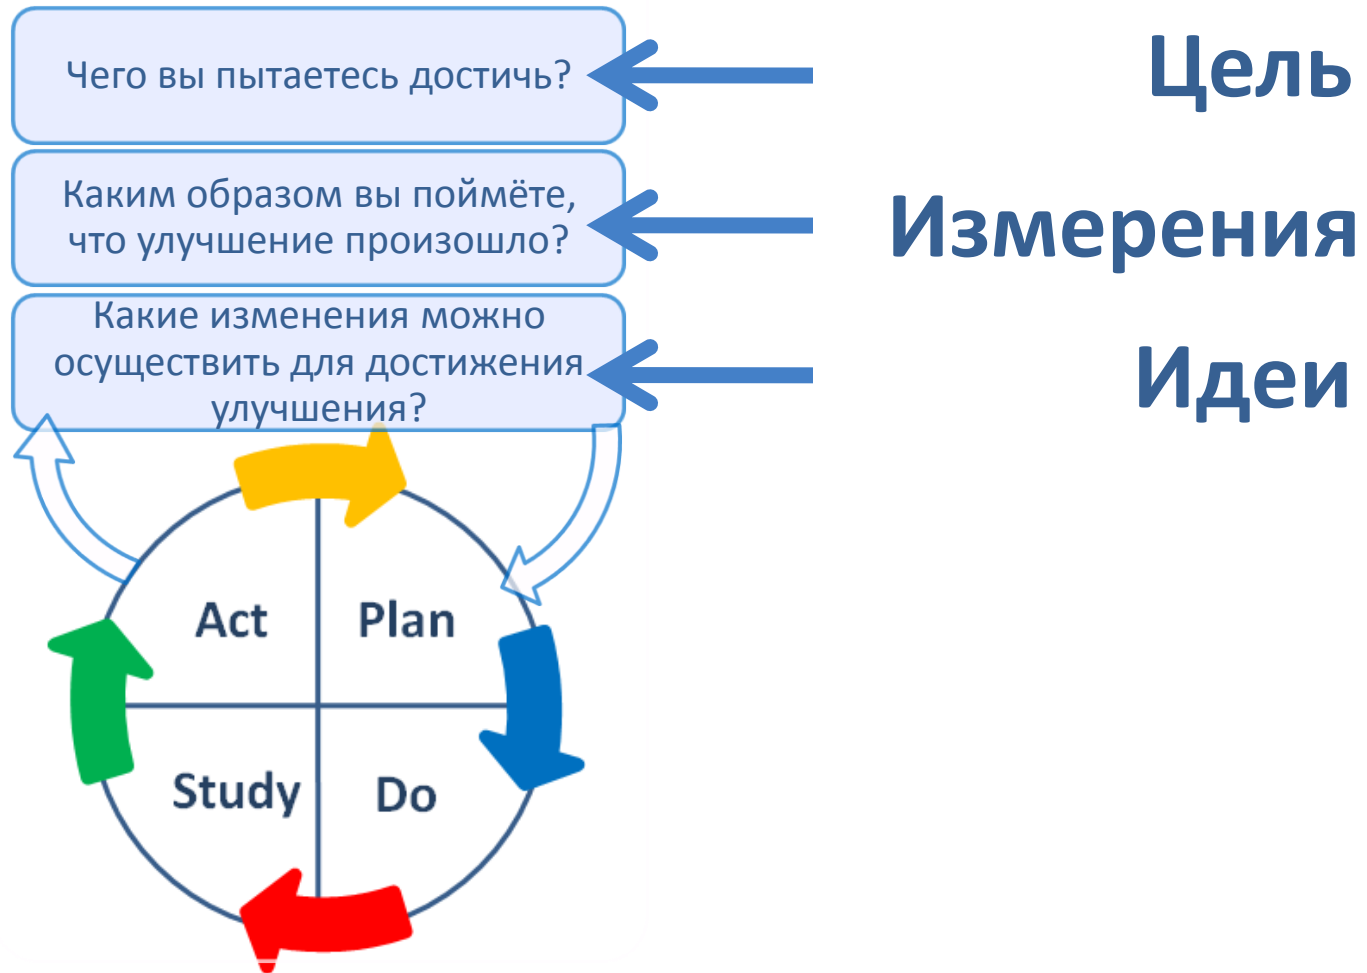 Чего вы пытаетесь достичь?
Цель
Каким образом вы поймёте,
что улучшение произошло?
Измерения
Какие изменения можно
осуществить для достижения
улучшения?
Идеи
Act
Plan
Study
Do